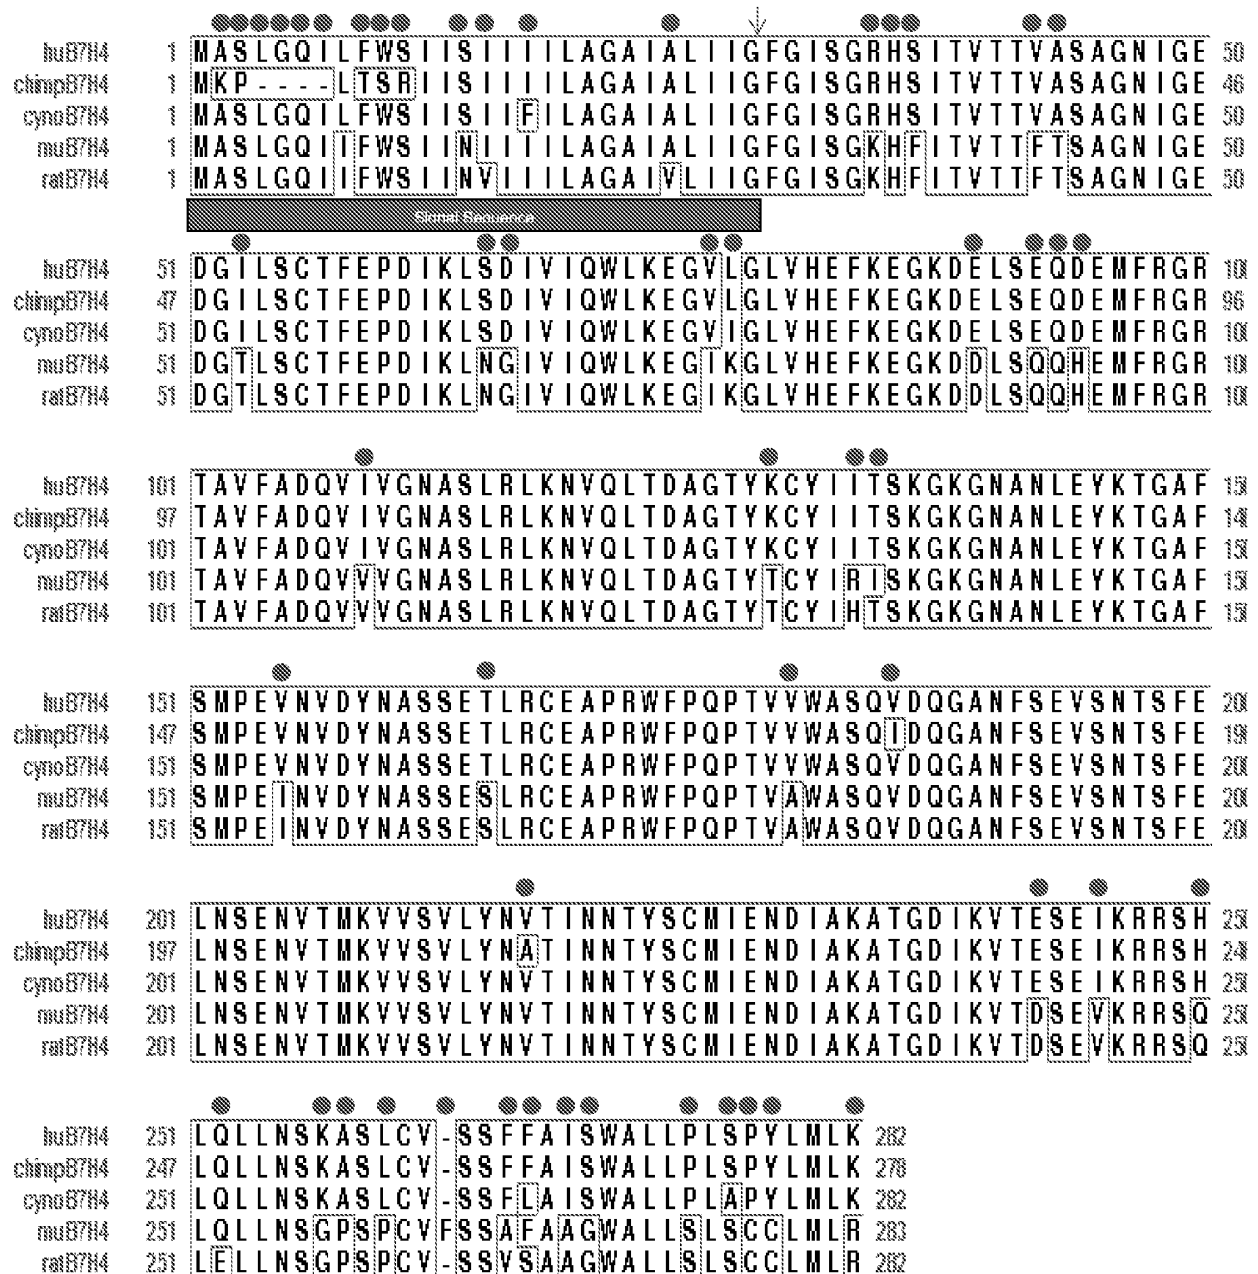 huB7H4 1 MASLGQILFWSIISIIIILAGAIALIIGFGISGRHSITVTTVASAGNIGE 50
chimpB7H4 1 MKP----LTSRIISIIIILAGAIALIIGFGISGRHSITVTTVASAGNIGE 46
cynoB7H4 1 MASLGQILFWSIISIIFILAGAIALIIGFGISGRHSITVTTVASAGNIGE 50
muB7H4 1 MASLGQIIFWSIINIIIILAGAIALIIGFGISGKHFITVTTFTSAGNIGE 50
ratB7H4 1 MASLGQIIFWSIINVIIILAGAIVLIIGFGISGKHFITVTTFTSAGNIGE 50
Signal Sequence
huB7H4 51 DGILSCTFEPDIKLSDIVIQWLKEGVLGLVHEFKEGKDELSEQDEMFRGR 100
chimpB7H4 47 DGILSCTFEPDIKLSDIVIQWLKEGVLGLVHEFKEGKDELSEQDEMFRGR 96
cynoB7H4 51 DGILSCTFEPDIKLSDIVIQWLKEGVIGLVHEFKEGKDELSEQDEMFRGR 100
muB7H4 51 DGTLSCTFEPDIKLNGIVIQWLKEGIKGLVHEFKEGKDDLSQQHEMFRGR 100
ratB7H4 51 DGTLSCTFEPDIKLNGIVIQWLKEGIKGLVHEFKEGKDDLSQQHEMFRGR 100
huB7H4 101 TAVFADQVIVGNASLRLKNVQLTDAGTYKCYIITSKGKGNANLEYKTGAF 150
chimpB7H4 97 TAVFADQVIVGNASLRLKNVQLTDAGTYKCYIITSKGKGNANLEYKTGAF 146
cynoB7H4 101 TAVFADQVIVGNASLRLKNVQLTDAGTYKCYIITSKGKGNANLEYKTGAF 150
muB7H4 101 TAVFADQVVVGNASLRLKNVQLTDAGTYTCYIRISKGKGNANLEYKTGAF 150
ratB7H4 101 TAVFADQVVVGNASLRLKNVQLTDAGTYTCYIHTSKGKGNANLEYKTGAF 150
huB7H4 151 SMPEVNVDYNASSETLRCEAPRWFPQPTVVWASQVDQGANFSEVSNTSFE 200
chimpB7H4 147 SMPEVNVDYNASSETLRCEAPRWFPQPTVVWASQIDQGANFSEVSNTSFE 196
cynoB7H4 151 SMPEVNVDYNASSETLRCEAPRWFPQPTVVWASQVDQGANFSEVSNTSFE 200
muB7H4 151 SMPEINVDYNASSESLRCEAPRWFPQPTVAWASQVDQGANFSEVSNTSFE 200
ratB7H4 151 SMPEINVDYNASSESLRCEAPRWFPQPTVAWASQVDQGANFSEVSNTSFE 200
huB7H4 201 LNSENVTMKVVSVLYNVTINNTYSCMIENDIAKATGDIKVTESEIKRRSH 250
chimpB7H4 197 LNSENVTMKVVSVLYNATINNTYSCMIENDIAKATGDIKVTESEIKRRSH 246
cynoB7H4 201 LNSENVTMKVVSVLYNVTINNTYSCMIENDIAKATGDIKVTESEIKRRSH 250
muB7H4 201 LNSENVTMKVVSVLYNVTINNTYSCMIENDIAKATGDIKVTDSEVKRRSQ 250
ratB7H4 201 LNSENVTMKVVSVLYNVTINNTYSCMIENDIAKATGDIKVTDSEVKRRSQ 250
huB7H4 251 LQLLNSKASLCV-SSFFAISWALLPLSPYLMLK 282
chimpB7H4 247 LQLLNSKASLCV-SSFFAISWALLPLSPYLMLK 278
cynoB7H4 251 LQLLNSKASLCV-SSFLAISWALLPLAPYLMLK 282
muB7H4 251 LQLLNSGPSPCVFSSAFAAGWALLSLSCCLMLR 283
ratB7H4 251 LELLNSGPSPCV-SSVSAAGWALLSLSCCLMLR 282